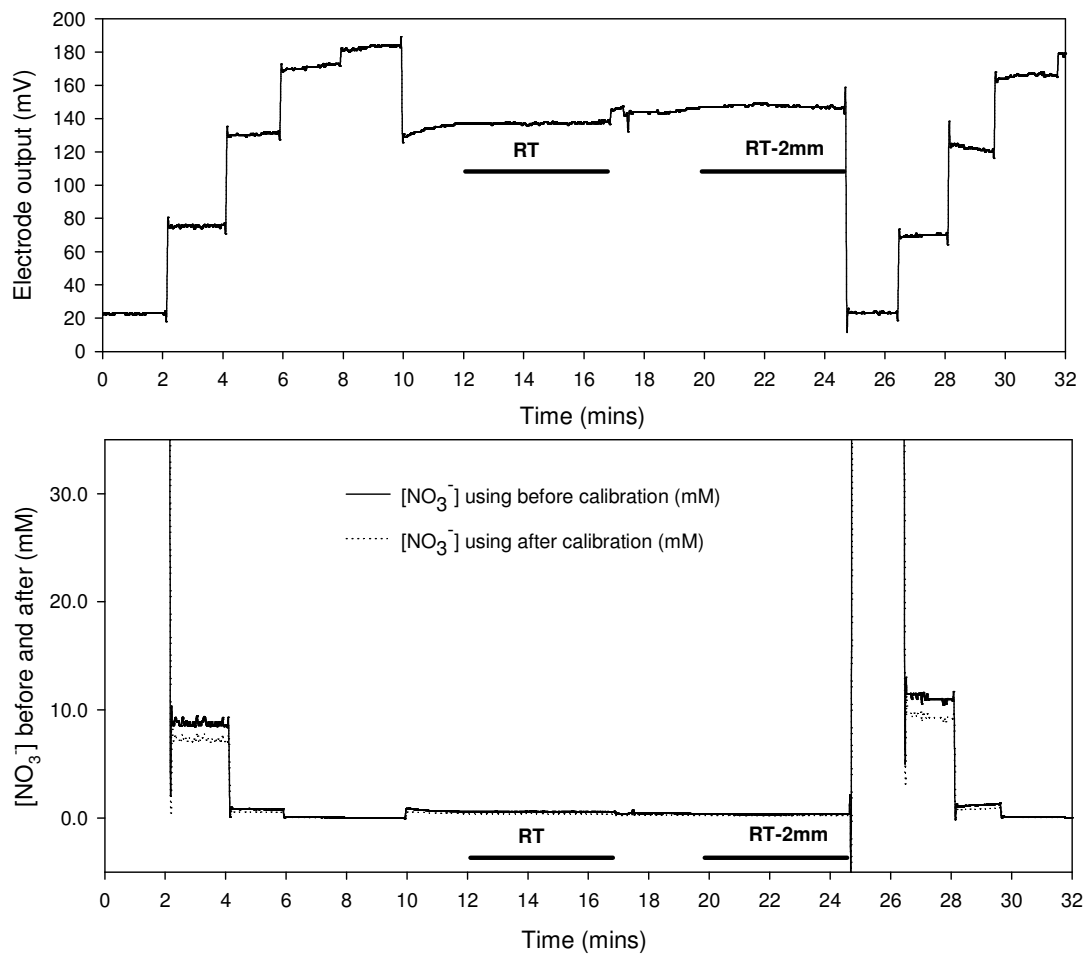 200
180
160
140
120
100
80
60
40
20
0
Electrode output (mV)
RT
RT-2mm
0 2 4 6 8 10 12 14 16 18 20 22 24 26 28 30 32
Time (mins)
30.0
20.0
10.0
0.0
[NO₃⁻] before and after (mM)
[NO₃⁻] using before calibration (mM)
[NO₃⁻] using after calibration (mM)
RT
RT-2mm
0 2 4 6 8 10 12 14 16 18 20 22 24 26 28 30 32
Time (mins)